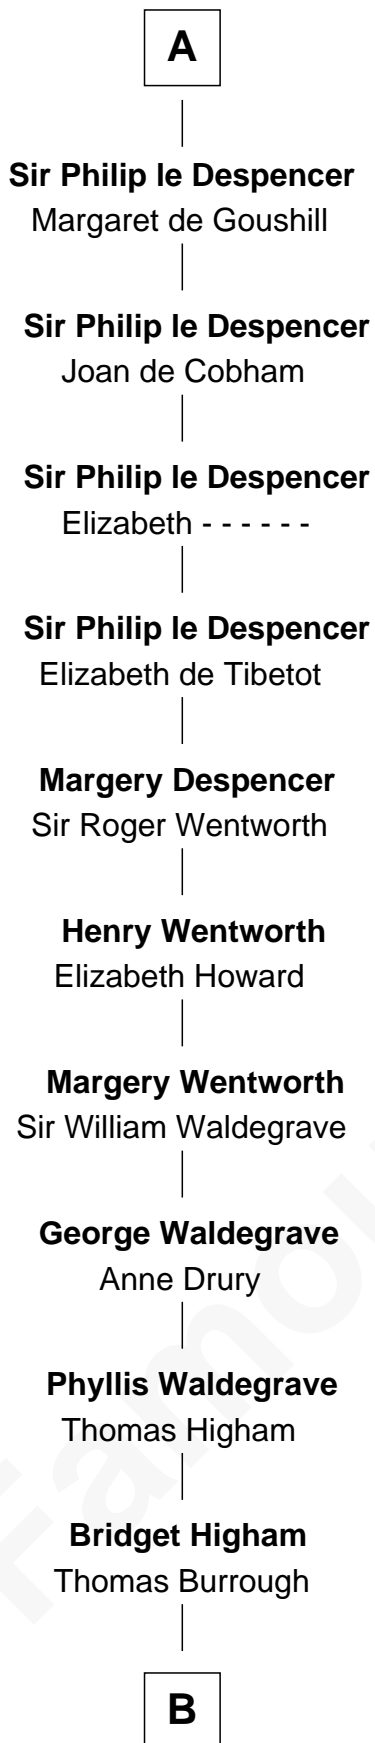 A
Sir Philip le Despencer
Margaret de Goushill
Sir Philip le Despencer
Joan de Cobham
Sir Philip le Despencer
Elizabeth - - - - - -
Sir Philip le Despencer
Elizabeth de Tibetot
Margery Despencer
Sir Roger Wentworth
Henry Wentworth
Elizabeth Howard
Margery Wentworth
Sir William Waldegrave
George Waldegrave
Anne Drury
Phyllis Waldegrave
Thomas Higham
Bridget Higham
Thomas Burrough
B
Famou